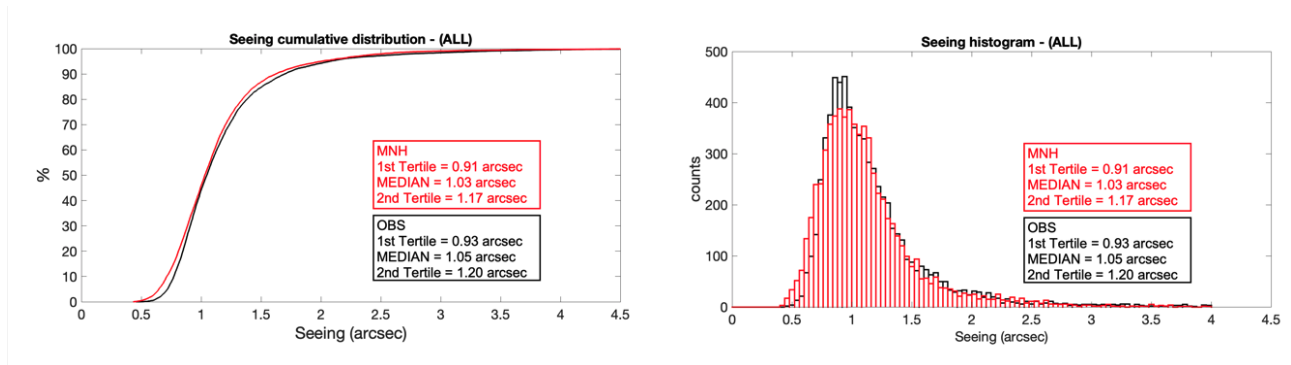 Seeing cumulative distribution - (ALL)
100
90
80
70
60
50
40
30
20
10
0
%
MNH
1st Tertile = 0.91 arcsec
MEDIAN = 1.03 arcsec
2nd Tertile = 1.17 arcsec
OBS
1st Tertile = 0.93 arcsec
MEDIAN = 1.05 arcsec
2nd Tertile = 1.20 arcsec
0 0.5 1 1.5 2 2.5 3 3.5 4 4.5
Seeing (arcsec)
Seeing histogram - (ALL)
500
400
300
200
100
0
counts
MNH
1st Tertile = 0.91 arcsec
MEDIAN = 1.03 arcsec
2nd Tertile = 1.17 arcsec
OBS
1st Tertile = 0.93 arcsec
MEDIAN = 1.05 arcsec
2nd Tertile = 1.20 arcsec
0 0.5 1 1.5 2 2.5 3 3.5 4 4.5
Seeing (arcsec)